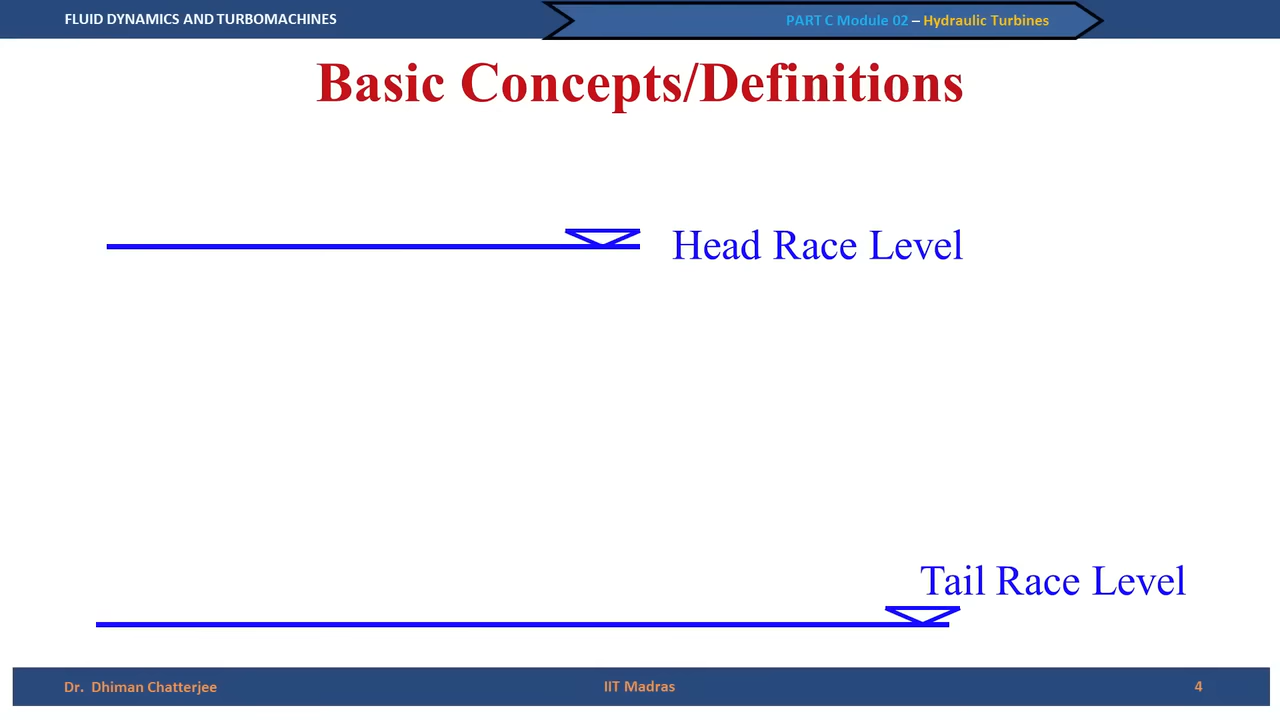 FLUID DYNAMICS AND TURBOMACHINES
PART C Module 02 – Hydraulic Turbines
Basic Concepts/Definitions
Head Race Level
Tail Race Level
Dr. Dhiman Chatterjee
IIT Madras
4